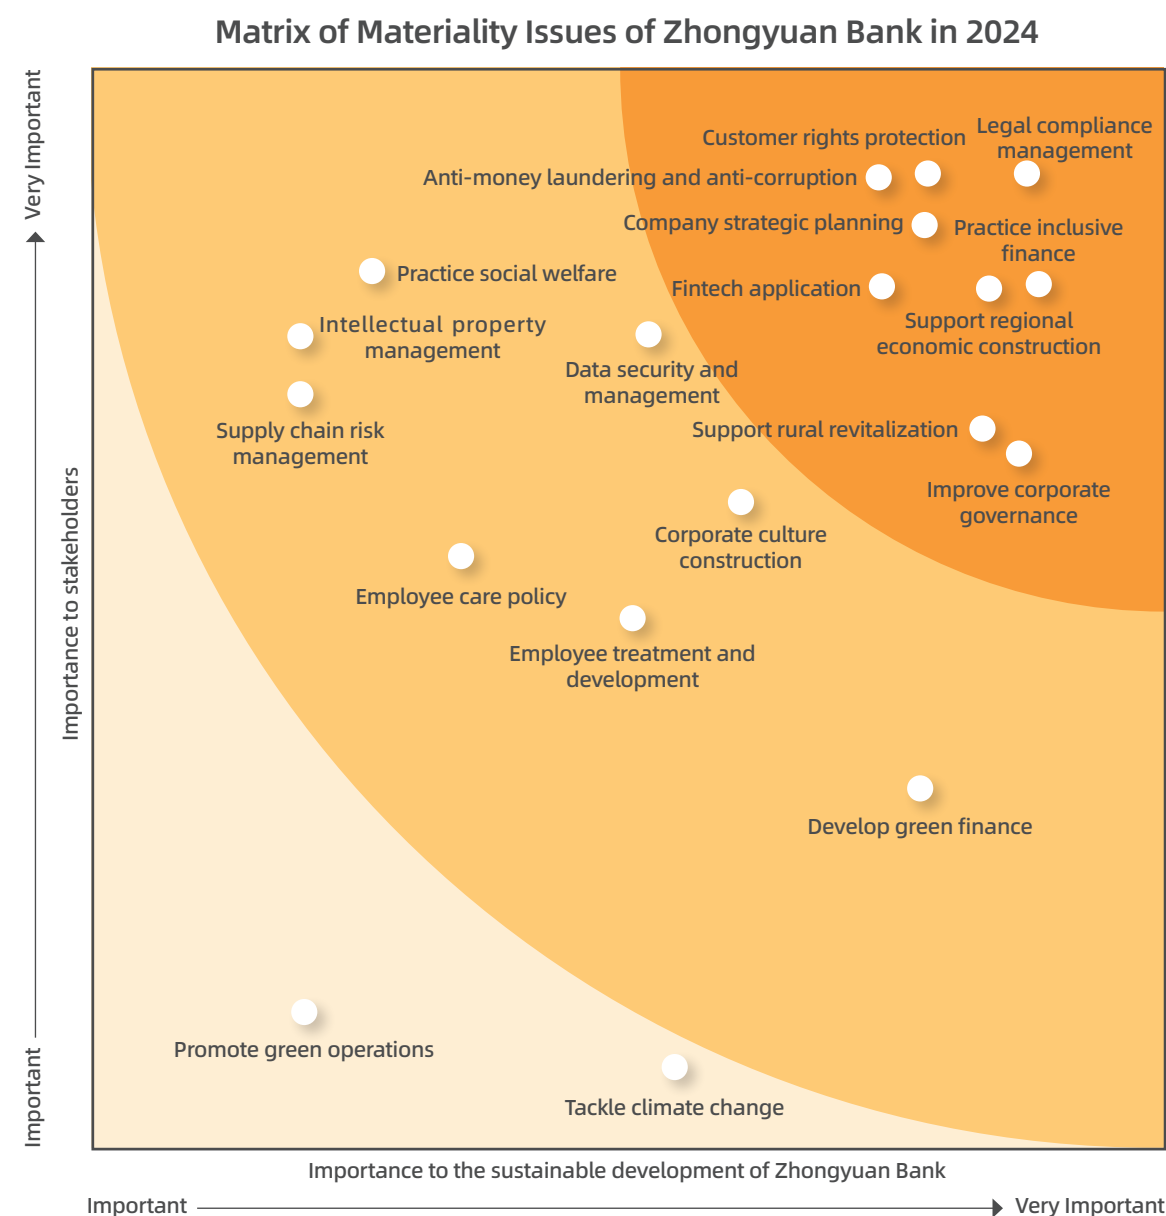 Matrix of Materiality Issues of Zhongyuan Bank in 2024
Very Important
Importance to stakeholders
Important
Legal compliance
management
Customer rights protection
Anti-money laundering and anti-corruption
Company strategic planning
Practice inclusive
finance
Practice social welfare
Fintech application
Support regional
economic construction
Intellectual property
management
Data security and
management
Supply chain risk
management
Support rural revitalization
Improve corporate
governance
Corporate culture
construction
Employee care policy
Employee treatment and
development
Develop green finance
Promote green operations
Tackle climate change
Importance to the sustainable development of Zhongyuan Bank
Important
Very Important